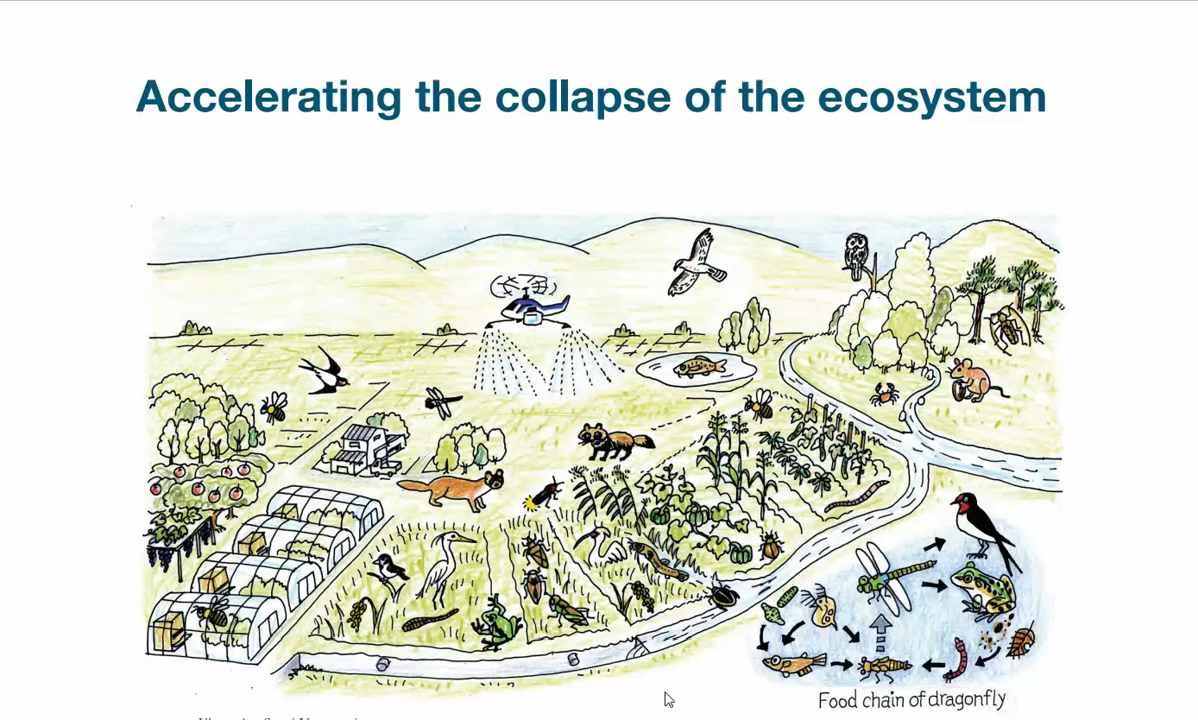 Accelerating the collapse of the ecosystem
Food chain of dragonfly